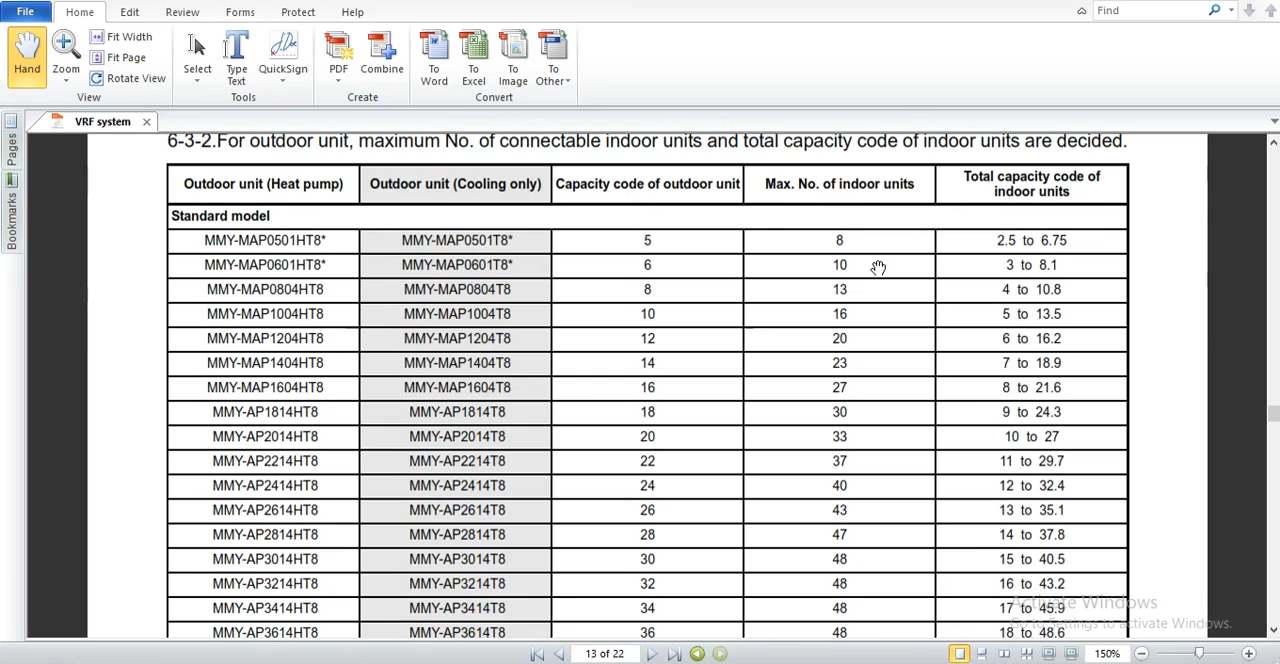 File Home Edit Review Forms Protect Help Find
Hand Zoom Fit Width Fit Page Rotate View View
Select Type Text QuickSign Tools
PDF Combine Create
To Word To Excel To Image To Other Convert
VRF system
Pages
Bookmarks
6-3-2.For outdoor unit, maximum No. of connectable indoor units and total capacity code of indoor units are decided.
Outdoor unit (Heat pump) Outdoor unit (Cooling only) Capacity code of outdoor unit Max. No. of indoor units Total capacity code of indoor units
Standard model
MMY-MAP0501HT8* MMY-MAP0501T8* 5 8 2.5 to 6.75
MMY-MAP0601HT8* MMY-MAP0601T8* 6 10 3 to 8.1
MMY-MAP0804HT8 MMY-MAP0804T8 8 13 4 to 10.8
MMY-MAP1004HT8 MMY-MAP1004T8 10 16 5 to 13.5
MMY-MAP1204HT8 MMY-MAP1204T8 12 20 6 to 16.2
MMY-MAP1404HT8 MMY-MAP1404T8 14 23 7 to 18.9
MMY-MAP1604HT8 MMY-MAP1604T8 16 27 8 to 21.6
MMY-AP1814HT8 MMY-AP1814T8 18 30 9 to 24.3
MMY-AP2014HT8 MMY-AP2014T8 20 33 10 to 27
MMY-AP2214HT8 MMY-AP2214T8 22 37 11 to 29.7
MMY-AP2414HT8 MMY-AP2414T8 24 40 12 to 32.4
MMY-AP2614HT8 MMY-AP2614T8 26 43 13 to 35.1
MMY-AP2814HT8 MMY-AP2814T8 28 47 14 to 37.8
MMY-AP3014HT8 MMY-AP3014T8 30 48 15 to 40.5
MMY-AP3214HT8 MMY-AP3214T8 32 48 16 to 43.2
MMY-AP3414HT8 MMY-AP3414T8 34 48 17 to 45.9
MMY-AP3614HT8 MMY-AP3614T8 36 48 18 to 48.6
Activate Windows
Go to Settings to activate Windows.
13 of 22 150%